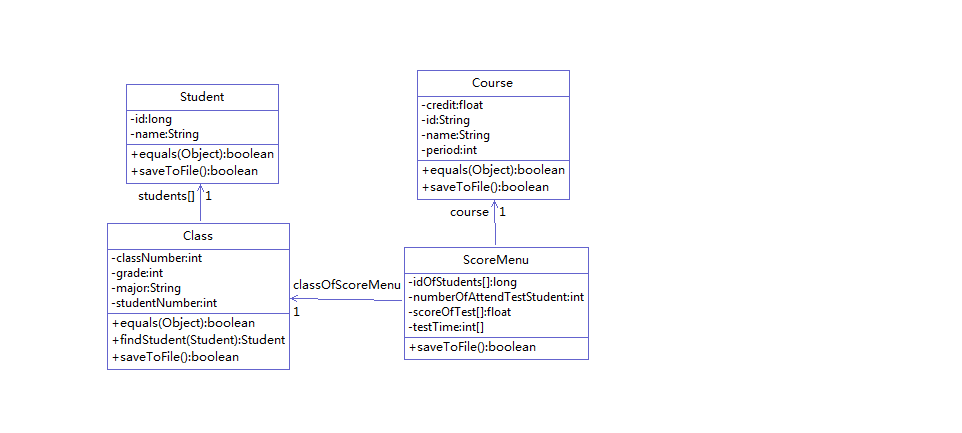 Student
-id:long
-name:String
+equals(Object):boolean
+saveToFile():boolean
students[]
1
Course
-credit:float
-id:String
-name:String
-period:int
+equals(Object):boolean
+saveToFile():boolean
course
1
Class
-classNumber:int
-grade:int
-major:String
-studentNumber:int
+equals(Object):boolean
+findStudent(Student):Student
+saveToFile():boolean
classOfScoreMenu
1
ScoreMenu
-idOfStudents[]:long
-numberOfAttendTestStudent:int
-scoreOfTest[]:float
-testTime:int[]
+saveToFile():boolean